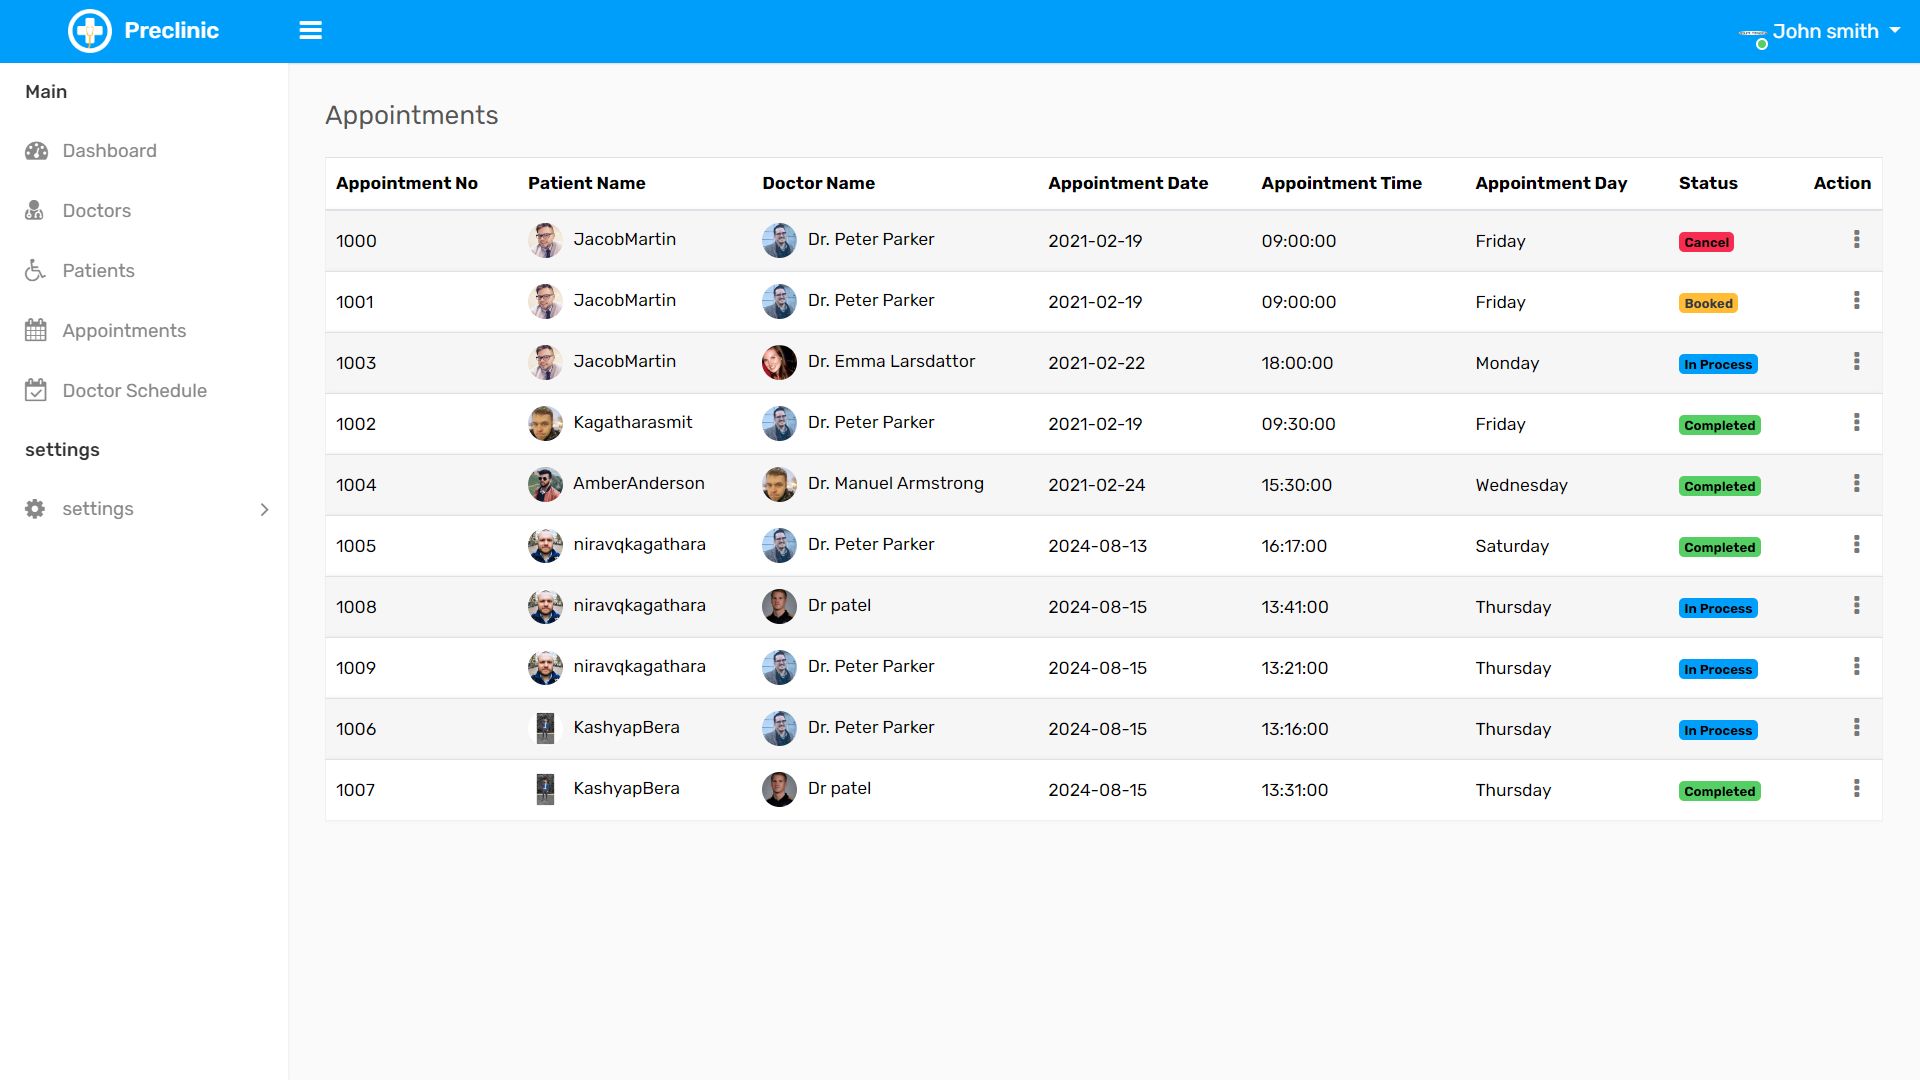 Preclinic
John smith
Main
Dashboard
Doctors
Patients
Appointments
Doctor Schedule
settings
settings
Appointments
Appointment No Patient Name Doctor Name Appointment Date Appointment Time Appointment Day Status Action
1000 JacobMartin Dr. Peter Parker 2021-02-19 09:00:00 Friday Cancel
1001 JacobMartin Dr. Peter Parker 2021-02-19 09:00:00 Friday Booked
1003 JacobMartin Dr. Emma Larsdattor 2021-02-22 18:00:00 Monday In Process
1002 Kagatharasmit Dr. Peter Parker 2021-02-19 09:30:00 Friday Completed
1004 AmberAnderson Dr. Manuel Armstrong 2021-02-24 15:30:00 Wednesday Completed
1005 niravqkagathara Dr. Peter Parker 2024-08-13 16:17:00 Saturday Completed
1008 niravqkagathara Dr patel 2024-08-15 13:41:00 Thursday In Process
1009 niravqkagathara Dr. Peter Parker 2024-08-15 13:21:00 Thursday In Process
1006 KashyapBera Dr. Peter Parker 2024-08-15 13:16:00 Thursday In Process
1007 KashyapBera Dr patel 2024-08-15 13:31:00 Thursday Completed